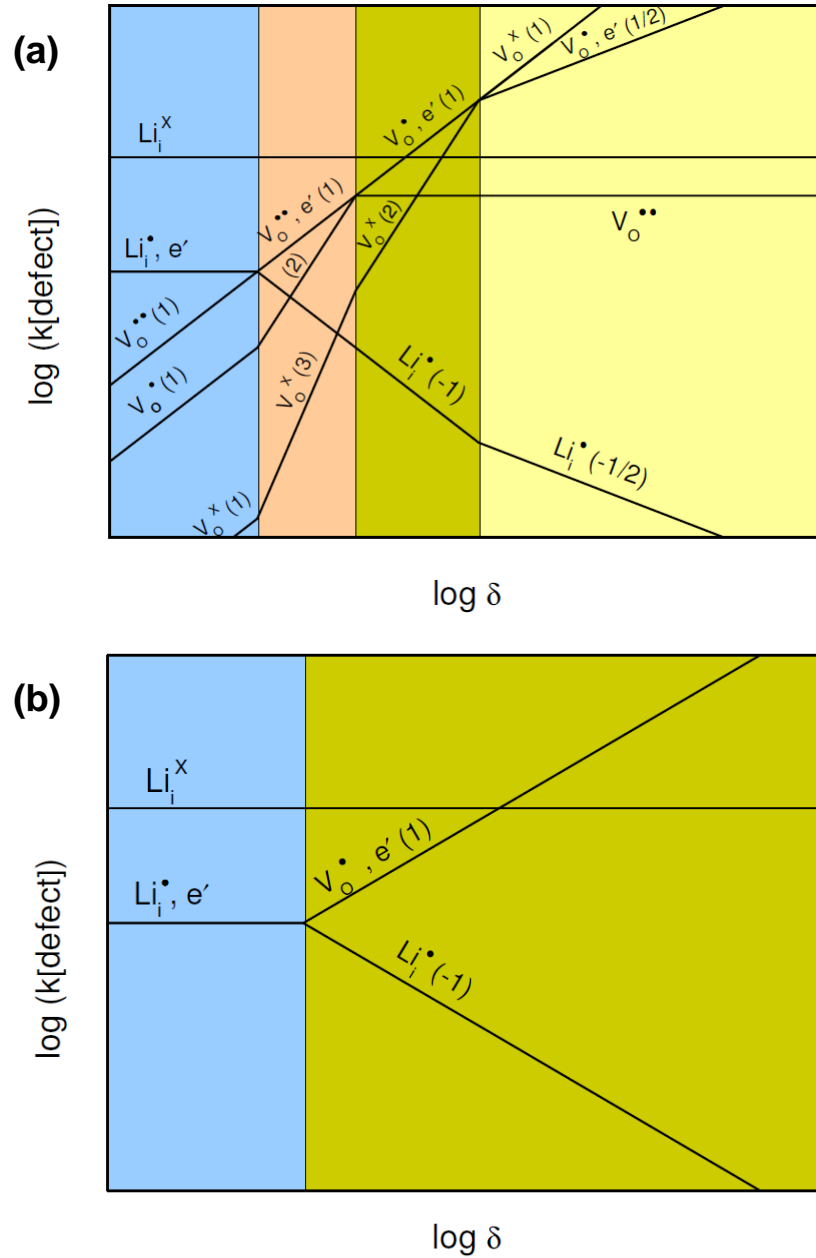 (a)
V_O^x (1)
V_O^•, e′ (1/2)
V_O^•, e′ (1)
Li_i^X
V_O^••, e′ (1)
V_O^x (2)
V_O^••
Li_i^•, e′
(2)
V_O^•• (1)
V_O^• (1)
V_O^x (3)
Li_i^• (-1)
Li_i^• (-1/2)
V_O^x (1)
log (k[defect])
log δ
(b)
Li_i^X
V_O^•, e′ (1)
Li_i^•, e′
Li_i^• (-1)
log (k[defect])
log δ